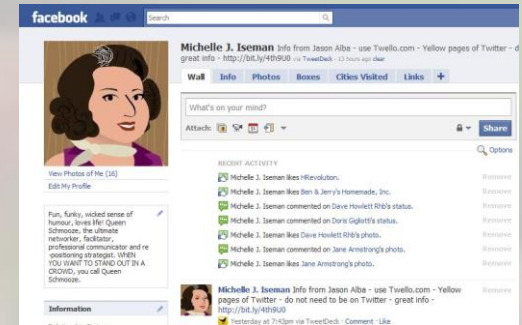 facebook
Search
Michelle J. Iseman Info from Jason Alba - use Twello.com - Yellow pages of Twitter - d
great info - http://bit.ly/4th9U0 via TweetDeck - 13 hours ago clear
Wall Info Photos Boxes Cities Visited Links +
What's on your mind?
Attach:
Share
Options
View Photos of Me (16)
Edit My Profile
RECENT ACTIVITY
Michelle J. Iseman likes HRevolution. Remove
Michelle J. Iseman likes Ben & Jerry's Homemade, Inc. Remove
Michelle J. Iseman commented on Dave Howlett Rhb's status. Remove
Michelle J. Iseman commented on Doris Gigliotti's status. Remove
Michelle J. Iseman likes Dave Howlett Rhb's photo. Remove
Michelle J. Iseman commented on Jane Armstrong's photo. Remove
Michelle J. Iseman likes Jane Armstrong's photo. Remove
Fun, funky, wicked sense of
humour, loves life! Queen
Schmooze, the ultimate
networker, facilitator,
professional communicator and re
-positioning strategist. WHEN
YOU WANT TO STAND OUT IN A
CROWD, you call Queen
Schmooze.
Information
Michelle J. Iseman Info from Jason Alba - use Twello.com - Yellow Remove
pages of Twitter - do not need to be on Twitter - great info -
http://bit.ly/4th9U0
Yesterday at 7:43pm via TweetDeck · Comment · Like